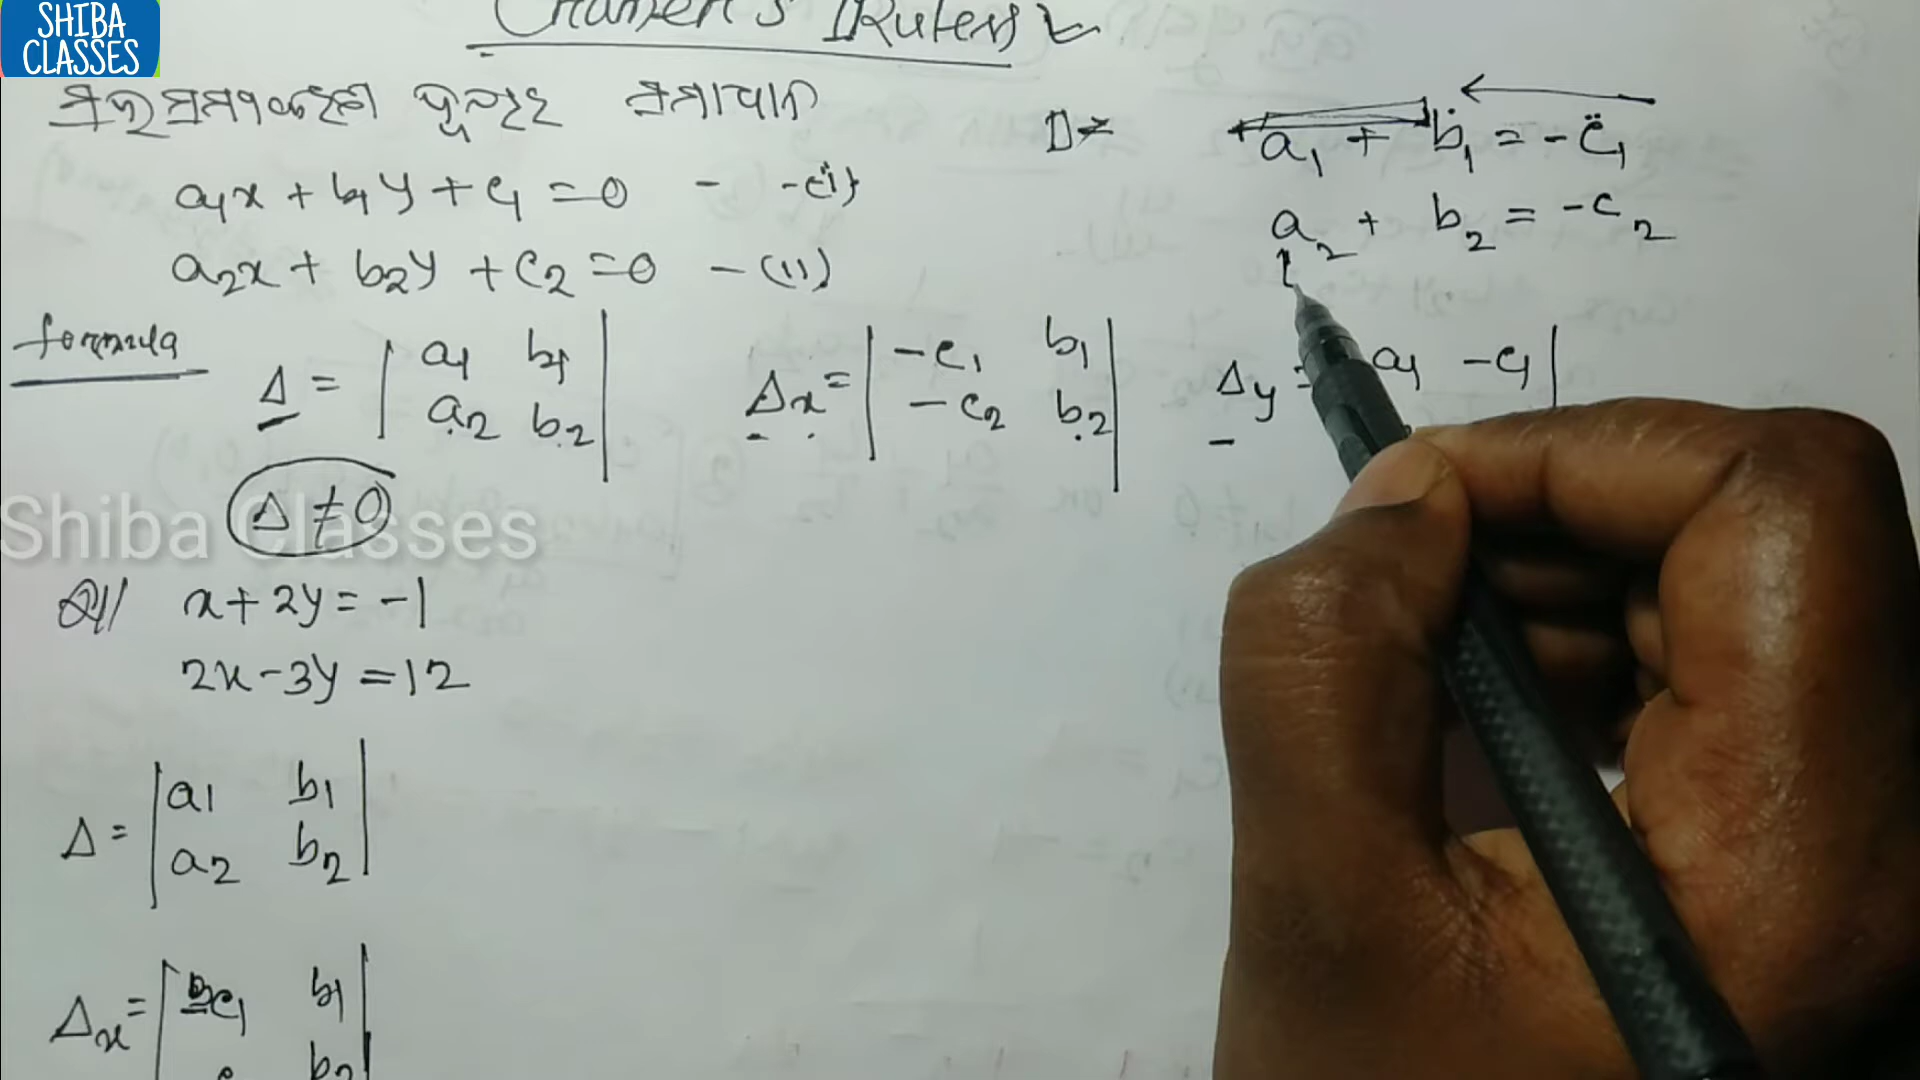 SHIBA
CLASSES
Cramer's Rules
ସମାଧାନ
a₁x + b₁y + c₁ = 0 - -(i)
a₂x + b₂y + c₂ = 0 - (ii)
D=
a₁ + b₁ = -c₁
a₂ + b₂ = -c₂
formula
Δ = | a₁ b₁ |
| a₂ b₂ |
Δx = | -c₁ b₁ |
| -c₂ b₂ |
Δy = a₁ -c₁ |
Δ ≠ 0
Shiba Classes
Q1/ x + 2y = -1
2x - 3y = 12
Δ = | a₁ b₁ |
| a₂ b₂ |
Δx = | c₁ b₁ |
b₂ |